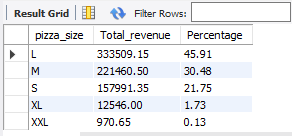 Result Grid Filter Rows:
pizza_size Total_revenue Percentage
L 333509.15 45.91
M 221460.50 30.48
S 157991.35 21.75
XL 12546.00 1.73
XXL 970.65 0.13